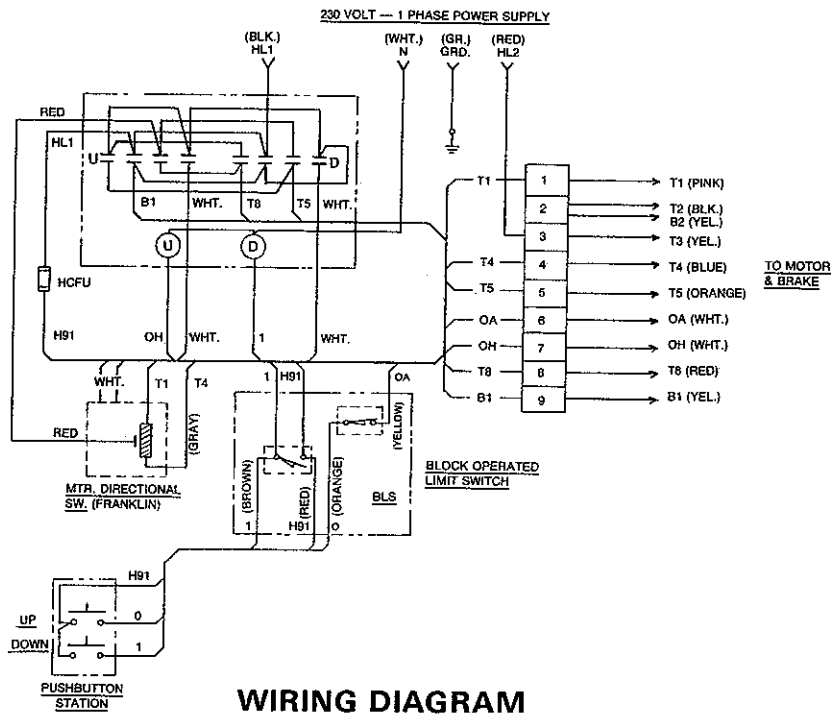 230 VOLT — 1 PHASE POWER SUPPLY
(BLK.) HL1
(WHT.) N
(GR.) GRD.
(RED) HL2
RED
HL1
U
D
B1
WHT.
T8
T5
WHT.
U
D
HCFU
H91
OH
WHT.
1
WHT.
T1
T4
T5
OA
OH
T8
B1
1
2
3
4
5
6
7
8
9
T1 (PINK)
T2 (BLK.)
B2 (YEL.)
T3 (YEL.)
T4 (BLUE)
T5 (ORANGE)
OA (WHT.)
OH (WHT.)
T8 (RED)
B1 (YEL.)
TO MOTOR
& BRAKE
WHT.
T1
T4
1
H91
OA
RED
(GRAY)
MTR. DIRECTIONAL
SW. (FRANKLIN)
(BROWN)
(RED)
(ORANGE)
(YELLOW)
BLS
1
H91
O
BLOCK OPERATED
LIMIT SWITCH
H91
UP
0
DOWN
1
PUSHBUTTON
STATION
WIRING DIAGRAM